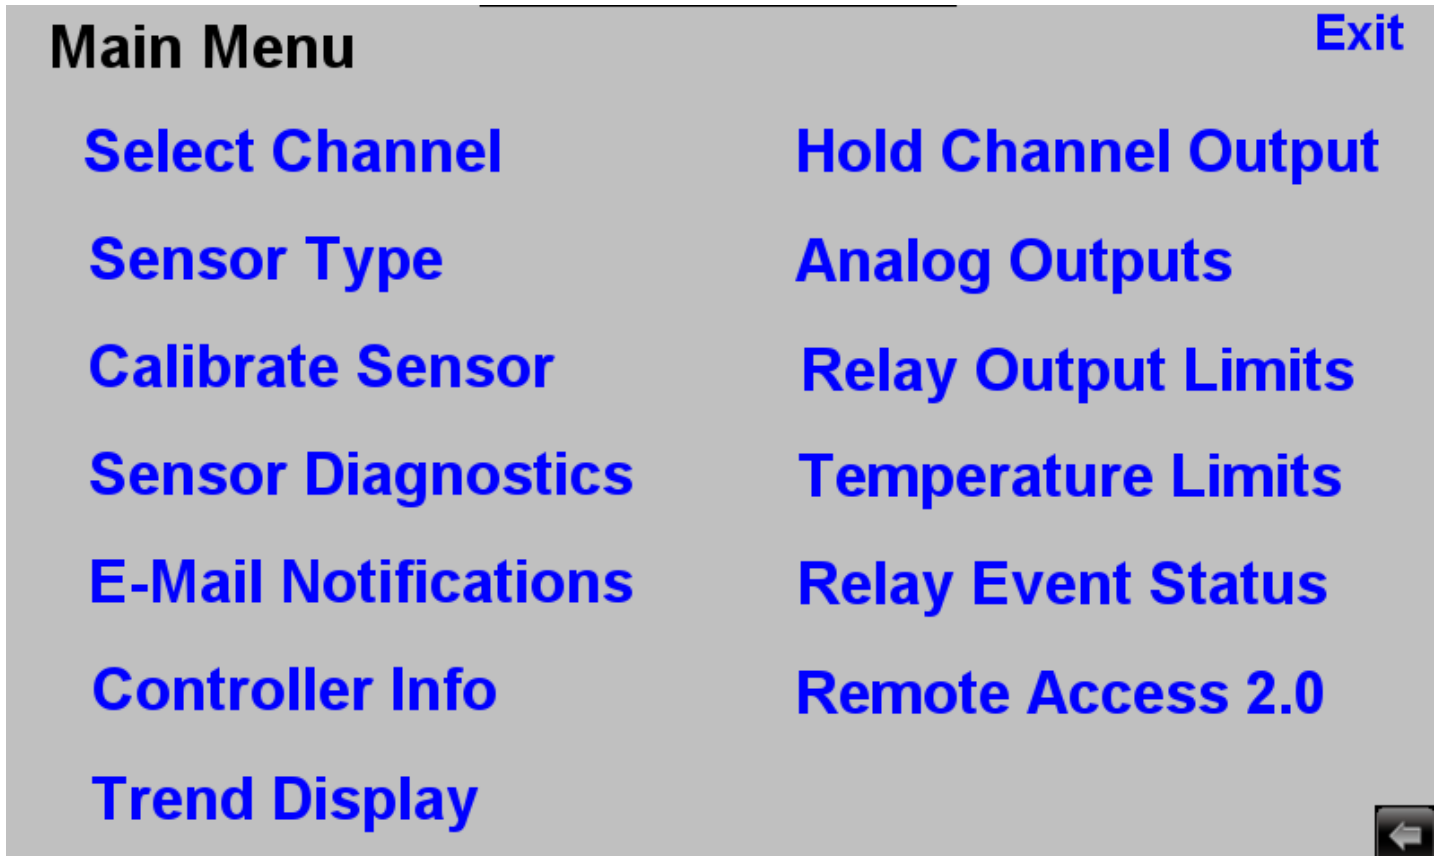 Main Menu
Exit
Select Channel
Hold Channel Output
Sensor Type
Analog Outputs
Calibrate Sensor
Relay Output Limits
Sensor Diagnostics
Temperature Limits
E-Mail Notifications
Relay Event Status
Controller Info
Remote Access 2.0
Trend Display